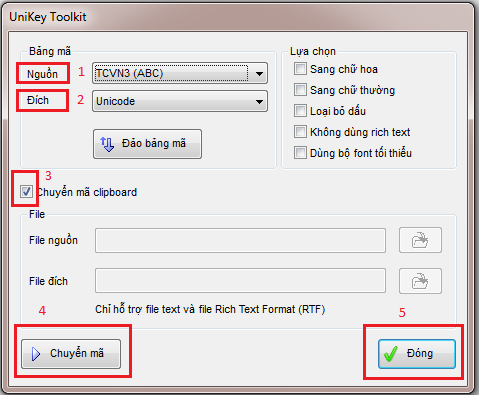 UniKey Toolkit
Bảng mã
Nguồn 1 TCVN3 (ABC)
Đích 2 Unicode
Đảo bảng mã
Lựa chọn
Sang chữ hoa
Sang chữ thường
Loại bỏ dấu
Không dùng rich text
Dùng bộ font tối thiểu
3
Chuyển mã clipboard
File
File nguồn
File đích
Chỉ hỗ trợ file text và file Rich Text Format (RTF)
4
Chuyển mã
5
Đóng